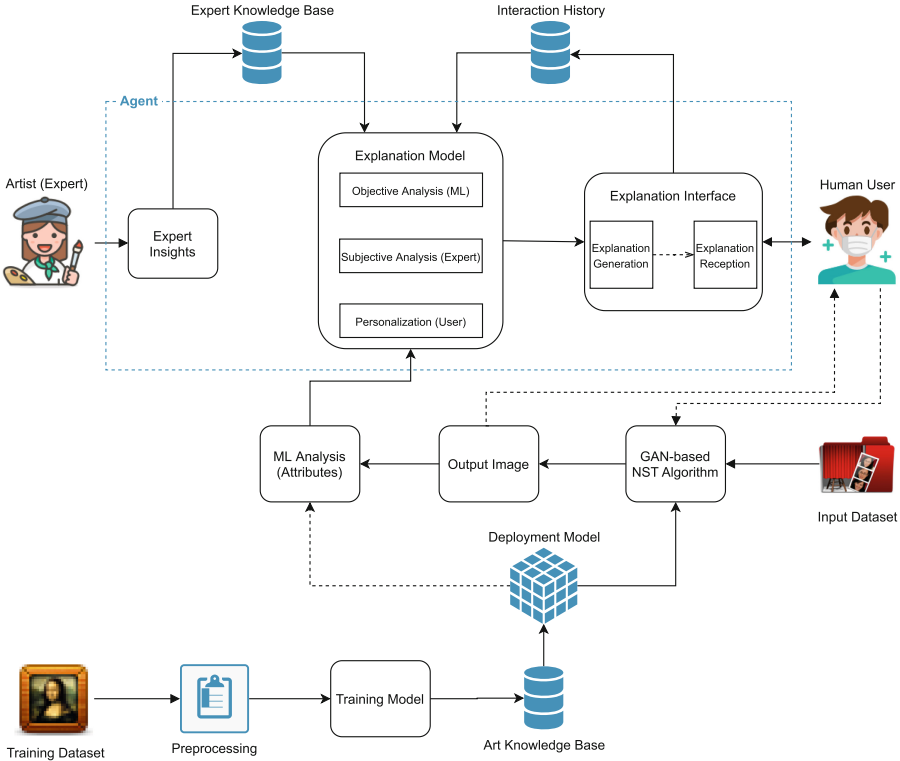 Expert Knowledge Base
Interaction History
Agent
Explanation Model
Artist (Expert)
Objective Analysis (ML)
Explanation Interface
Human User
Expert
Insights
Subjective Analysis (Expert)
Explanation
Generation
Explanation
Reception
Personalization (User)
ML Analysis
(Attributes)
Output Image
GAN-based
NST Algorithm
Input Dataset
Deployment Model
Training Model
Training Dataset
Preprocessing
Art Knowledge Base